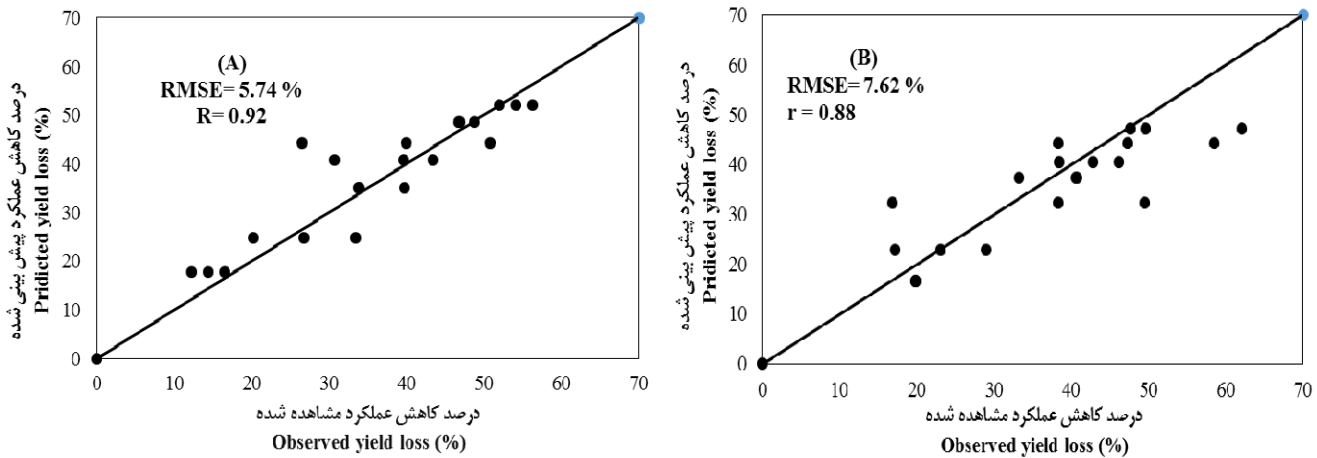 70
60
50
40
30
20
10
0
(A)
RMSE= 5.74 %
R= 0.92
درصد کاهش عملکرد پیش بینی شده
Pridicted yield loss (%)
0 10 20 30 40 50 60 70
درصد کاهش عملکرد مشاهده شده
Observed yield loss (%)
70
60
50
40
30
20
10
0
(B)
RMSE= 7.62 %
r = 0.88
درصد کاهش عملکرد پیش بینی شده
Pridicted yield loss (%)
0 10 20 30 40 50 60 70
درصد کاهش عملکرد مشاهده شده
Observed yield loss (%)